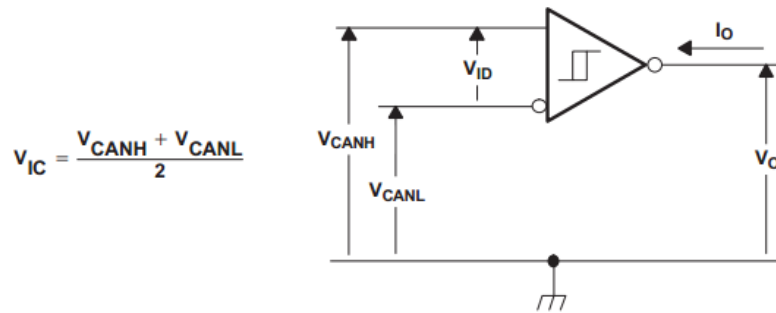 V_IC = (V_CANH + V_CANL) / 2
I_O
V_ID
V_CANH
V_CANL
V_O